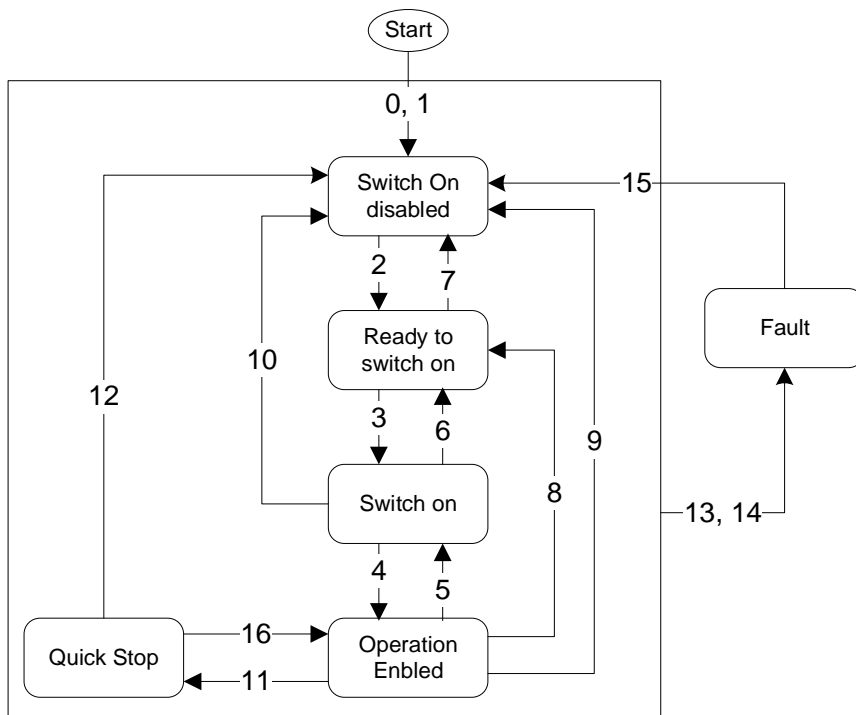 Start
0, 1
Switch On
disabled
15
2
7
Ready to
switch on
Fault
10
12
3
6
9
8
Switch on
13, 14
4
5
16
Quick Stop
Operation
Enbled
11